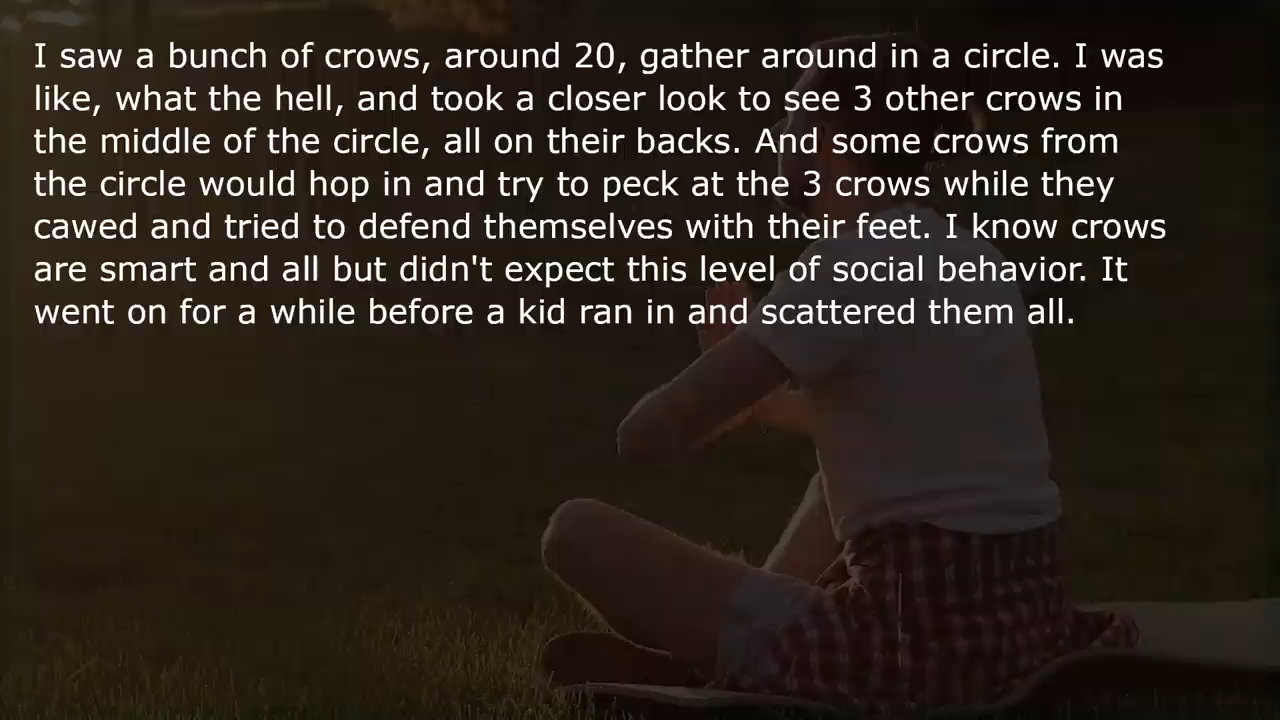 I saw a bunch of crows, around 20, gather around in a circle. I was
like, what the hell, and took a closer look to see 3 other crows in
the middle of the circle, all on their backs. And some crows from
the circle would hop in and try to peck at the 3 crows while they
cawed and tried to defend themselves with their feet. I know crows
are smart and all but didn't expect this level of social behavior. It
went on for a while before a kid ran in and scattered them all.